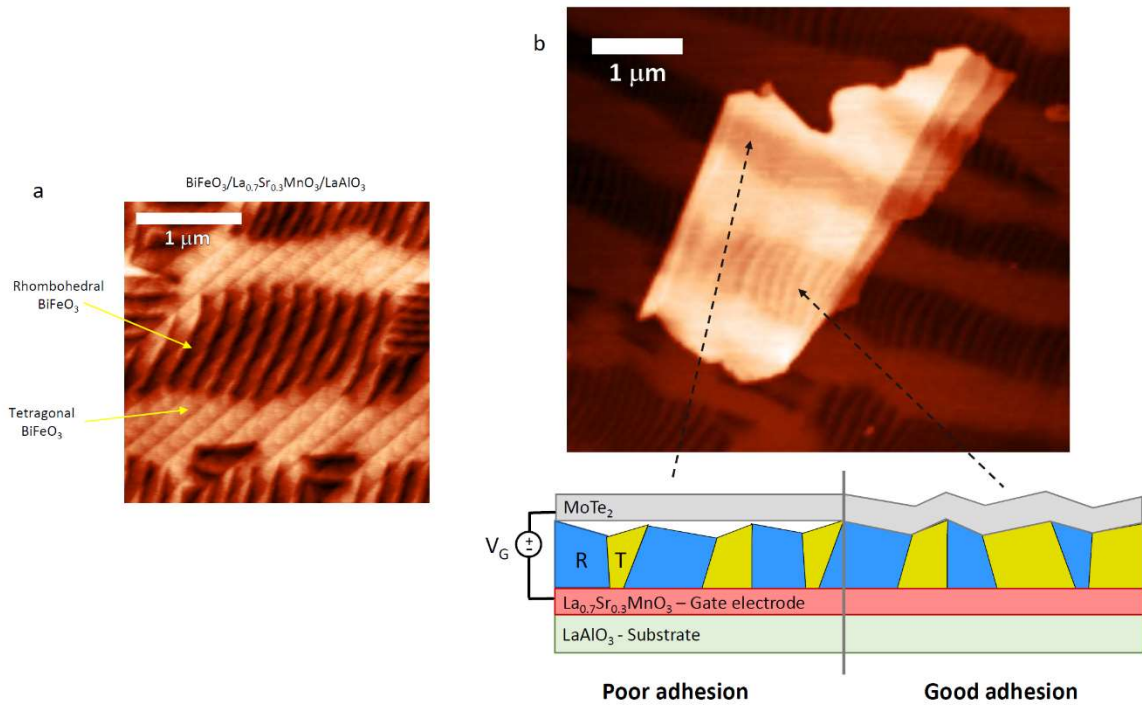 a
BiFeO₃/La₀.₇Sr₀.₃MnO₃/LaAlO₃
1 μm
Rhombohedral
BiFeO₃
Tetragonal
BiFeO₃
b
1 μm
MoTe₂
V_G
R
T
La₀.₇Sr₀.₃MnO₃ – Gate electrode
LaAlO₃ - Substrate
Poor adhesion
Good adhesion